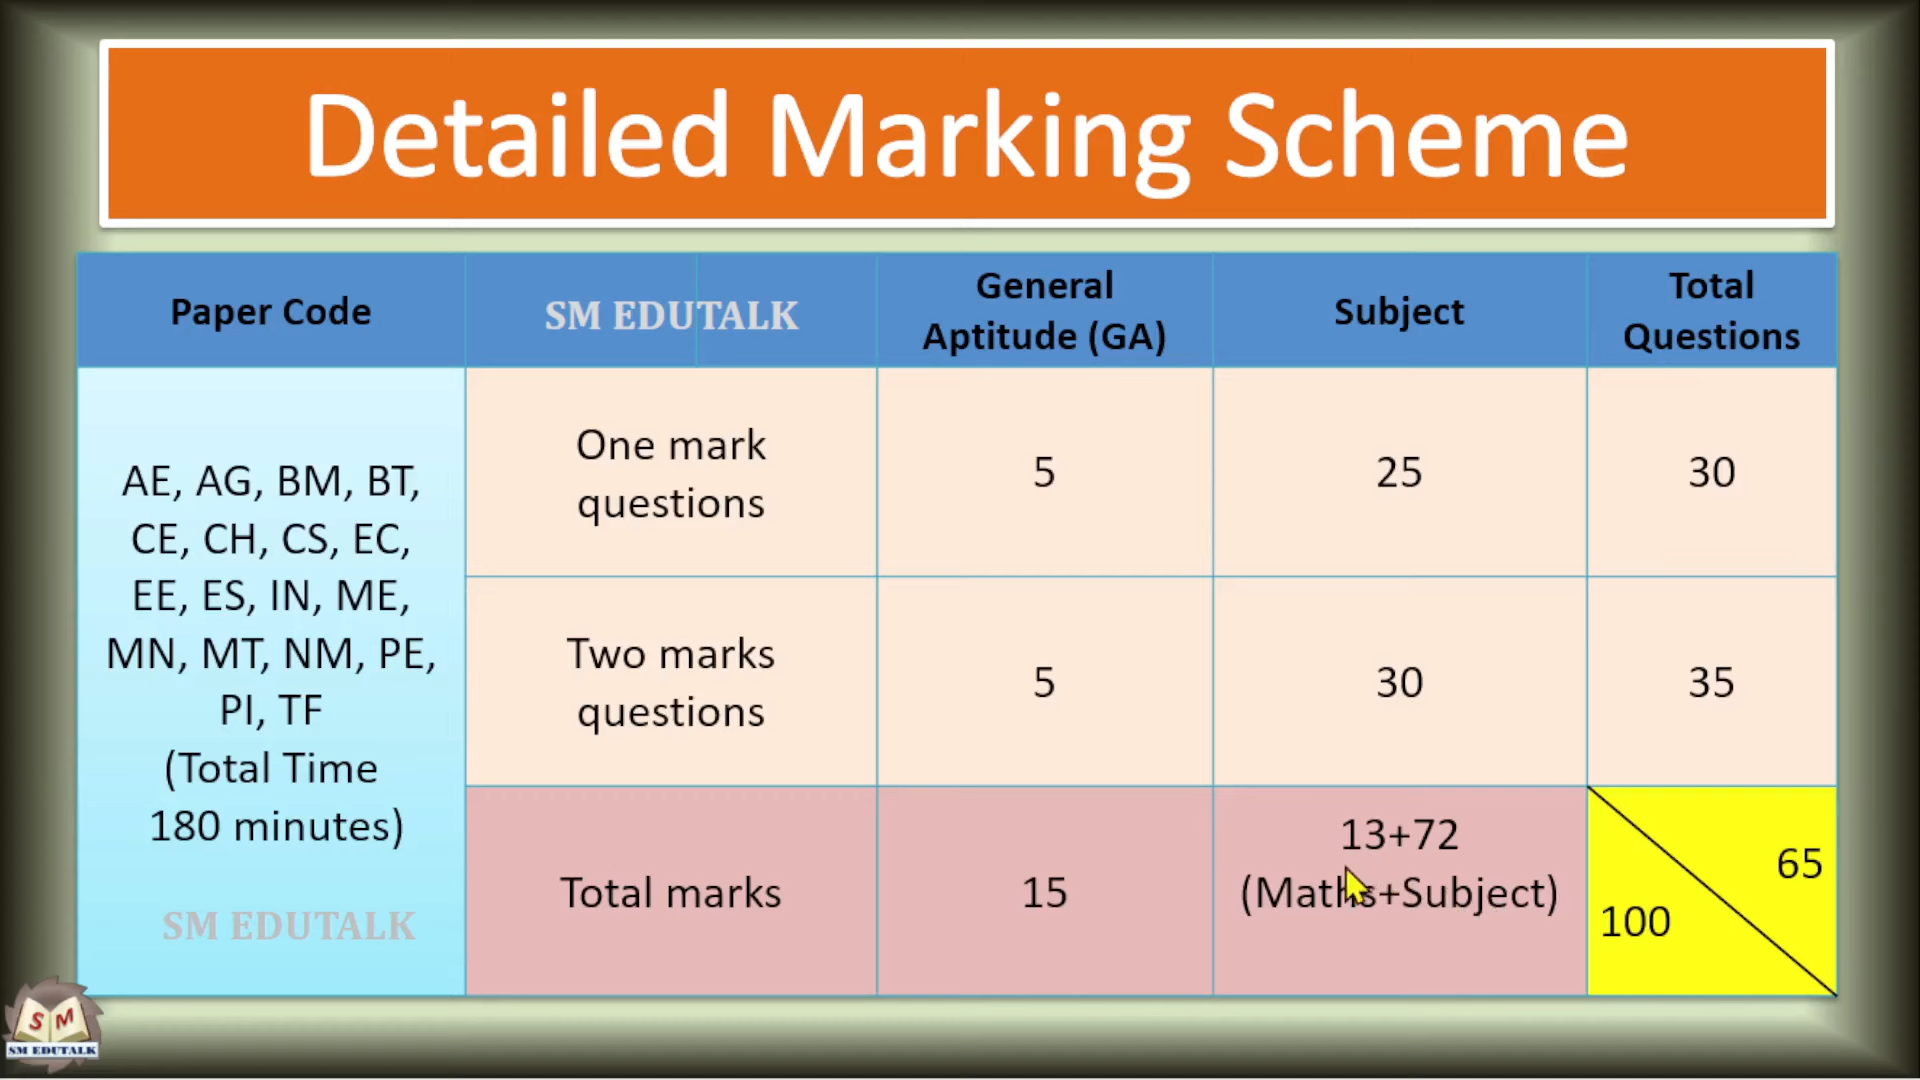 Detailed Marking Scheme
Paper Code
SM EDUTALK
General
Aptitude (GA)
Subject
Total
Questions
AE, AG, BM, BT,
CE, CH, CS, EC,
EE, ES, IN, ME,
MN, MT, NM, PE,
PI, TF
(Total Time
180 minutes)
SM EDUTALK
One mark
questions
5
25
30
Two marks
questions
5
30
35
Total marks
15
13+72
(Maths+Subject)
65
100
S M
SM EDUTALK